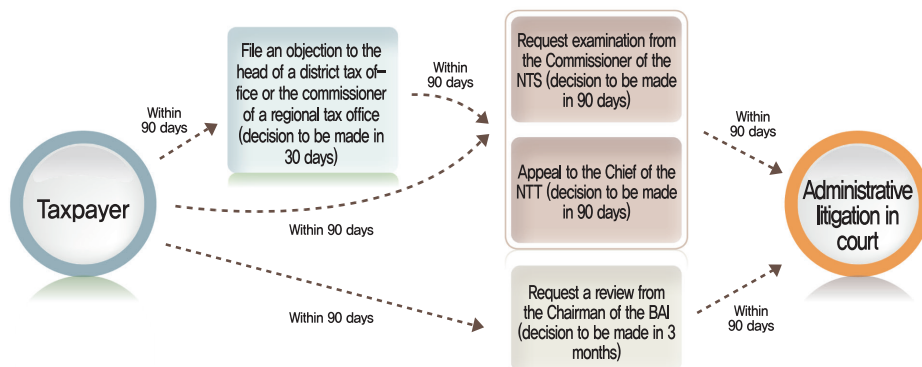 Taxpayer
Within
90 days
File an objection to the
head of a district tax of–
fice or the commissioner
of a regional tax office
(decision to be made in
30 days)
Within
90 days
Within 90 days
Within 90 days
Request examination from
the Commissioner of the
NTS (decision to be made
in 90 days)
Appeal to the Chief of the
NTT (decision to be made
in 90 days)
Request a review from
the Chairman of the BAI
(decision to be made in 3
months)
Within
90 days
Within
90 days
Administrative
litigation in
court